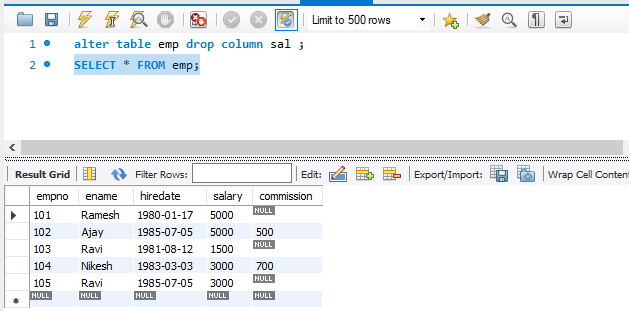 Limit to 500 rows
1 alter table emp drop column sal ;
2 SELECT * FROM emp;
Result Grid Filter Rows: Edit: Export/Import: Wrap Cell Conten
empno ename hiredate salary commission
101 Ramesh 1980-01-17 5000 NULL
102 Ajay 1985-07-05 5000 500
103 Ravi 1981-08-12 1500 NULL
104 Nikesh 1983-03-03 3000 700
105 Ravi 1985-07-05 3000 NULL
NULL NULL NULL NULL NULL